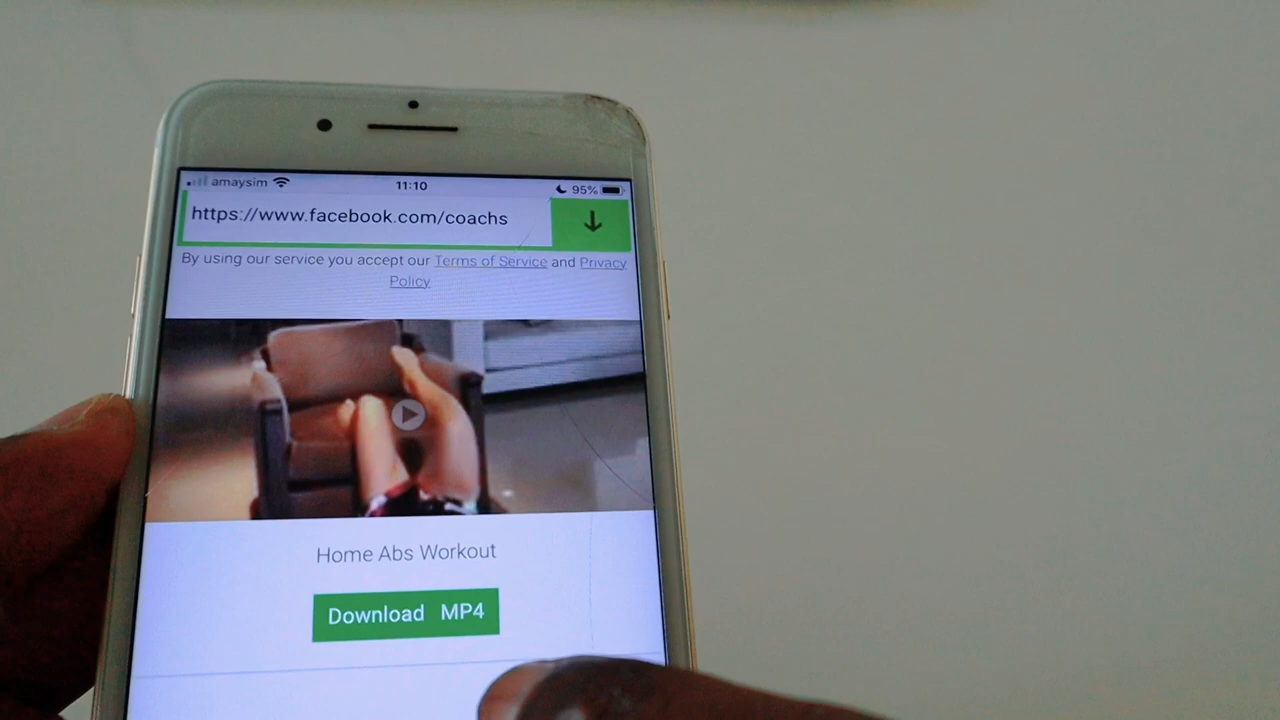 amaysim 11:10 95%
https://www.facebook.com/coachs
By using our service you accept our Terms of Service and Privacy
Policy
Home Abs Workout
Download MP4